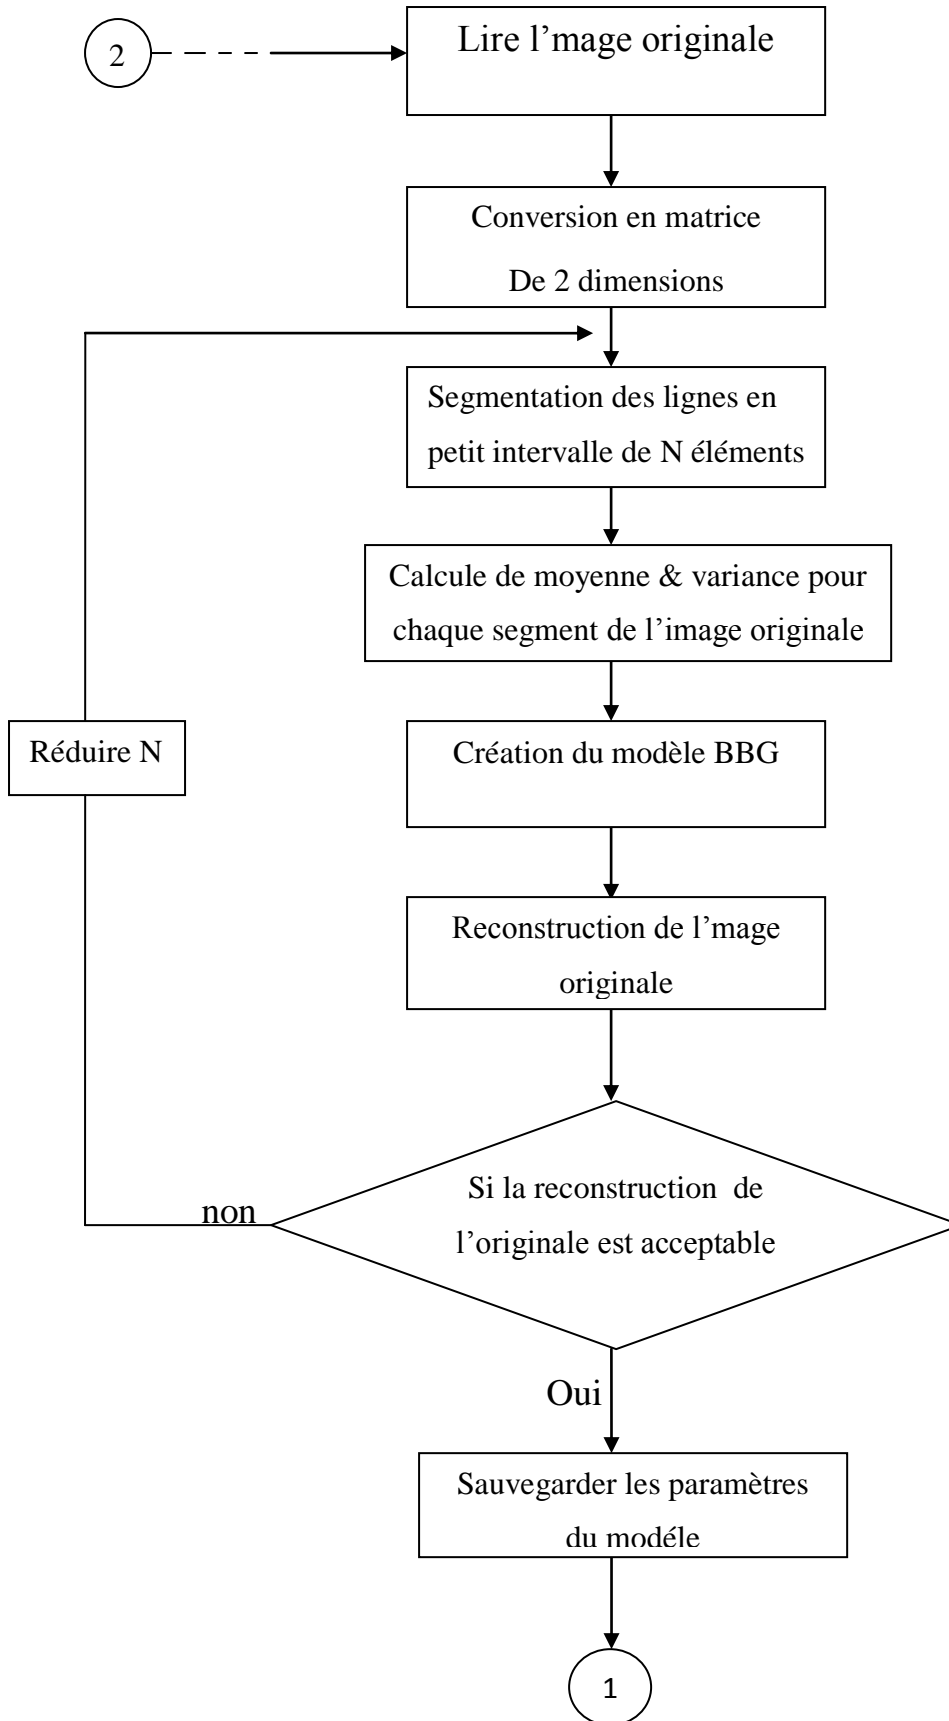 2
Lire l’mage originale
Conversion en matrice
De 2 dimensions
Segmentation des lignes en
petit intervalle de N éléments
Calcule de moyenne & variance pour
chaque segment de l’image originale
Réduire N
Création du modèle BBG
Reconstruction de l’mage
originale
Si la reconstruction de
l’originale est acceptable
non
Oui
Sauvegarder les paramètres
du modéle
1